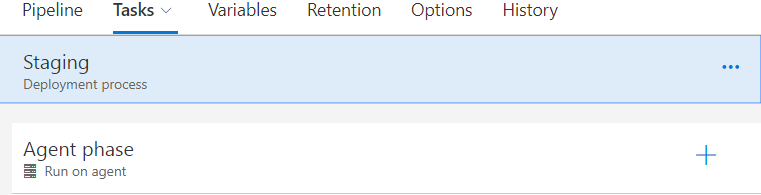 Pipeline Tasks Variables Retention Options History
Staging
Deployment process
Agent phase
Run on agent